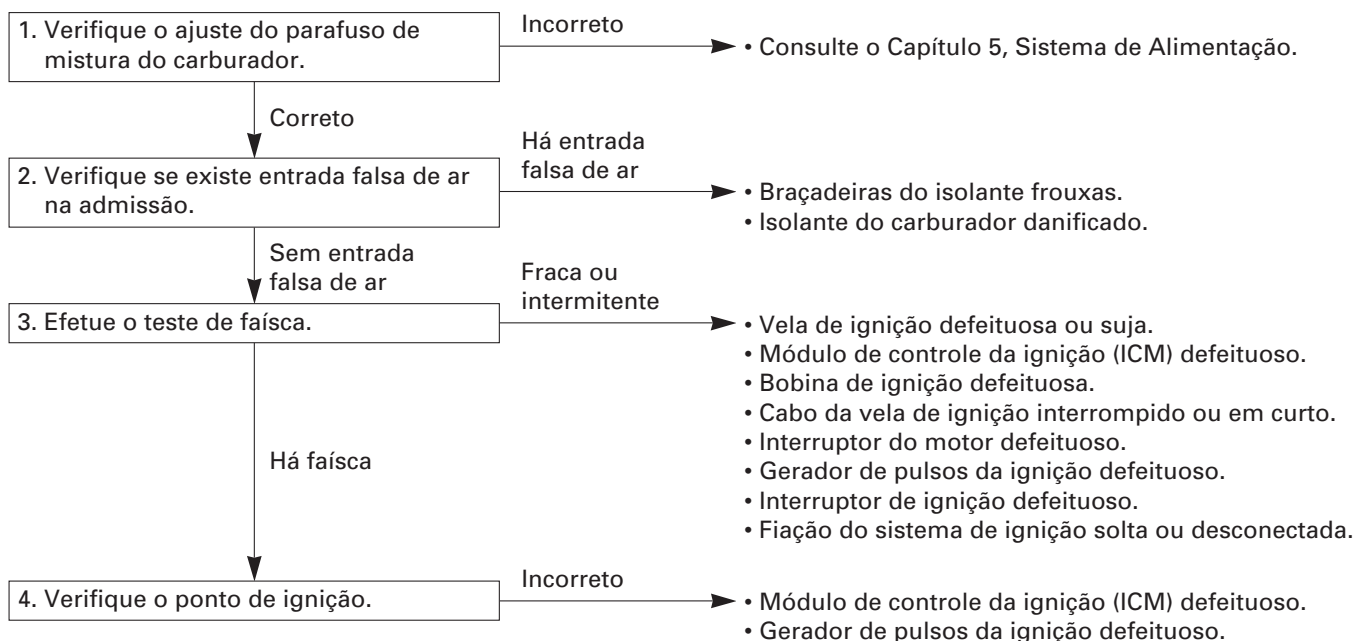 1. Verifique o ajuste do parafuso de
mistura do carburador.
Incorreto
• Consulte o Capítulo 5, Sistema de Alimentação.
Correto
2. Verifique se existe entrada falsa de ar
na admissão.
Há entrada
falsa de ar
• Braçadeiras do isolante frouxas.
• Isolante do carburador danificado.
Sem entrada
falsa de ar
3. Efetue o teste de faísca.
Fraca ou
intermitente
• Vela de ignição defeituosa ou suja.
• Módulo de controle da ignição (ICM) defeituoso.
• Bobina de ignição defeituosa.
• Cabo da vela de ignição interrompido ou em curto.
• Interruptor do motor defeituoso.
• Gerador de pulsos da ignição defeituoso.
• Interruptor de ignição defeituoso.
• Fiação do sistema de ignição solta ou desconectada.
Há faísca
4. Verifique o ponto de ignição.
Incorreto
• Módulo de controle da ignição (ICM) defeituoso.
• Gerador de pulsos da ignição defeituoso.